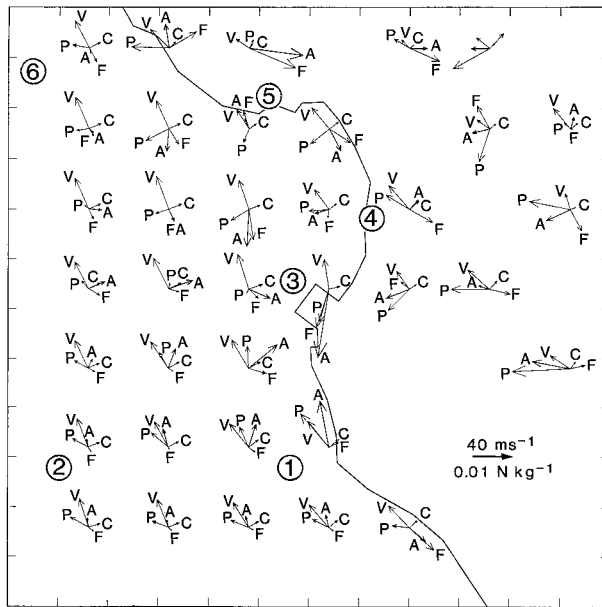 V V A F
P C P C V P C A P V C A
6 A F F F
V V 5 A F V F
C C V C C V C P A C
P F A P A F P F A A F P
V V V V V A P V
P C A P C P C P A C P C 4 A C
F F A A F F F
V V V 3 V V V
P C A P C A P C A C F C A C
F F F P A P P F
F A
V V P A V P A A V
P A C C C P C
F F F F
V V P A P A A
P A C A C C V C
2 F F F 1 F
40 ms⁻¹
0.01 N kg⁻¹
V A V A V A V A V C
P C P C P C P C P
F F F F A F